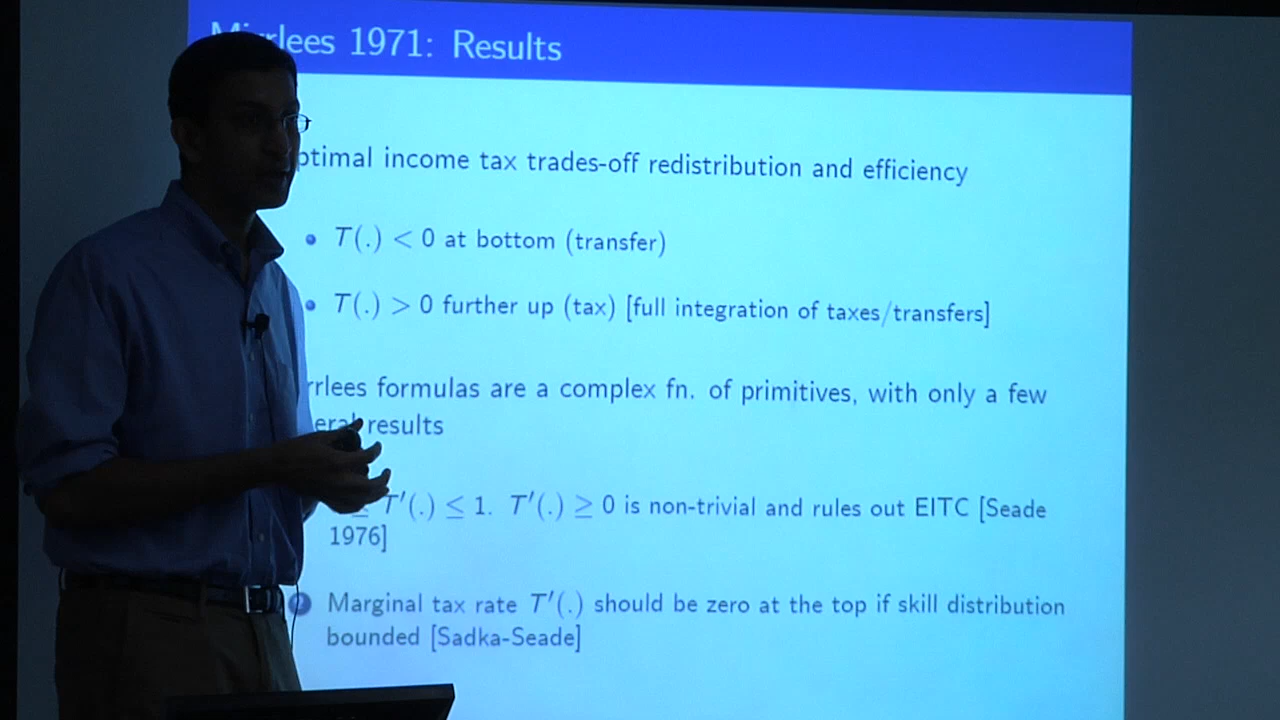 Mirrlees 1971: Results
ptimal income tax trades-off redistribution and efficiency
T(.) < 0 at bottom (transfer)
T(.) > 0 further up (tax) [full integration of taxes/transfers]
rrlees formulas are a complex fn. of primitives, with only a few
eral results
≤ T′(.) ≤ 1. T′(.) ≥ 0 is non-trivial and rules out EITC [Seade
1976]
2 Marginal tax rate T′(.) should be zero at the top if skill distribution
bounded [Sadka-Seade]